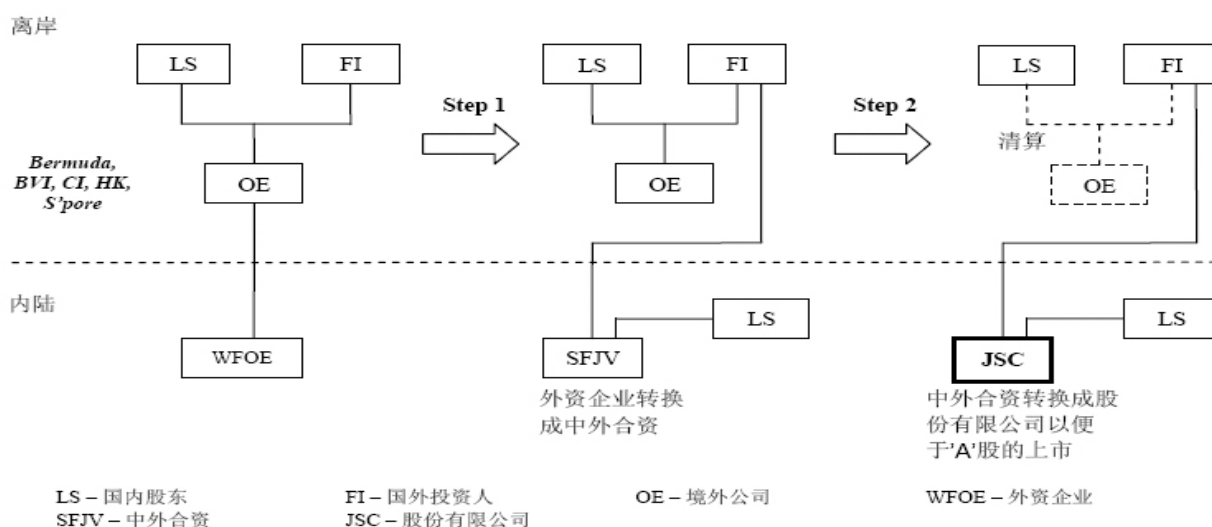 离岸
LS
FI
LS
FI
LS
FI
Step 1
Step 2
清算
Bermuda,
BVI, CI, HK,
S'pore
OE
OE
OE
内陆
LS
LS
WFOE
SFJV
JSC
外资企业转换
成中外合资
中外合资转换成股
份有限公司以便
于'A'股的上市
LS – 国内股东
FI – 国外投资人
OE – 境外公司
WFOE – 外资企业
SFJV – 中外合资
JSC – 股份有限公司